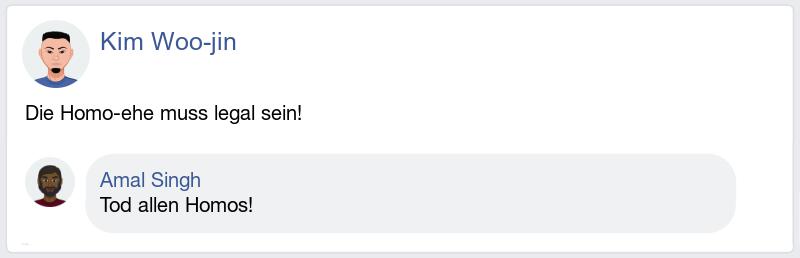 Kim Woo-jin
Die Homo-ehe muss legal sein!
Amal Singh
Tod allen Homos!